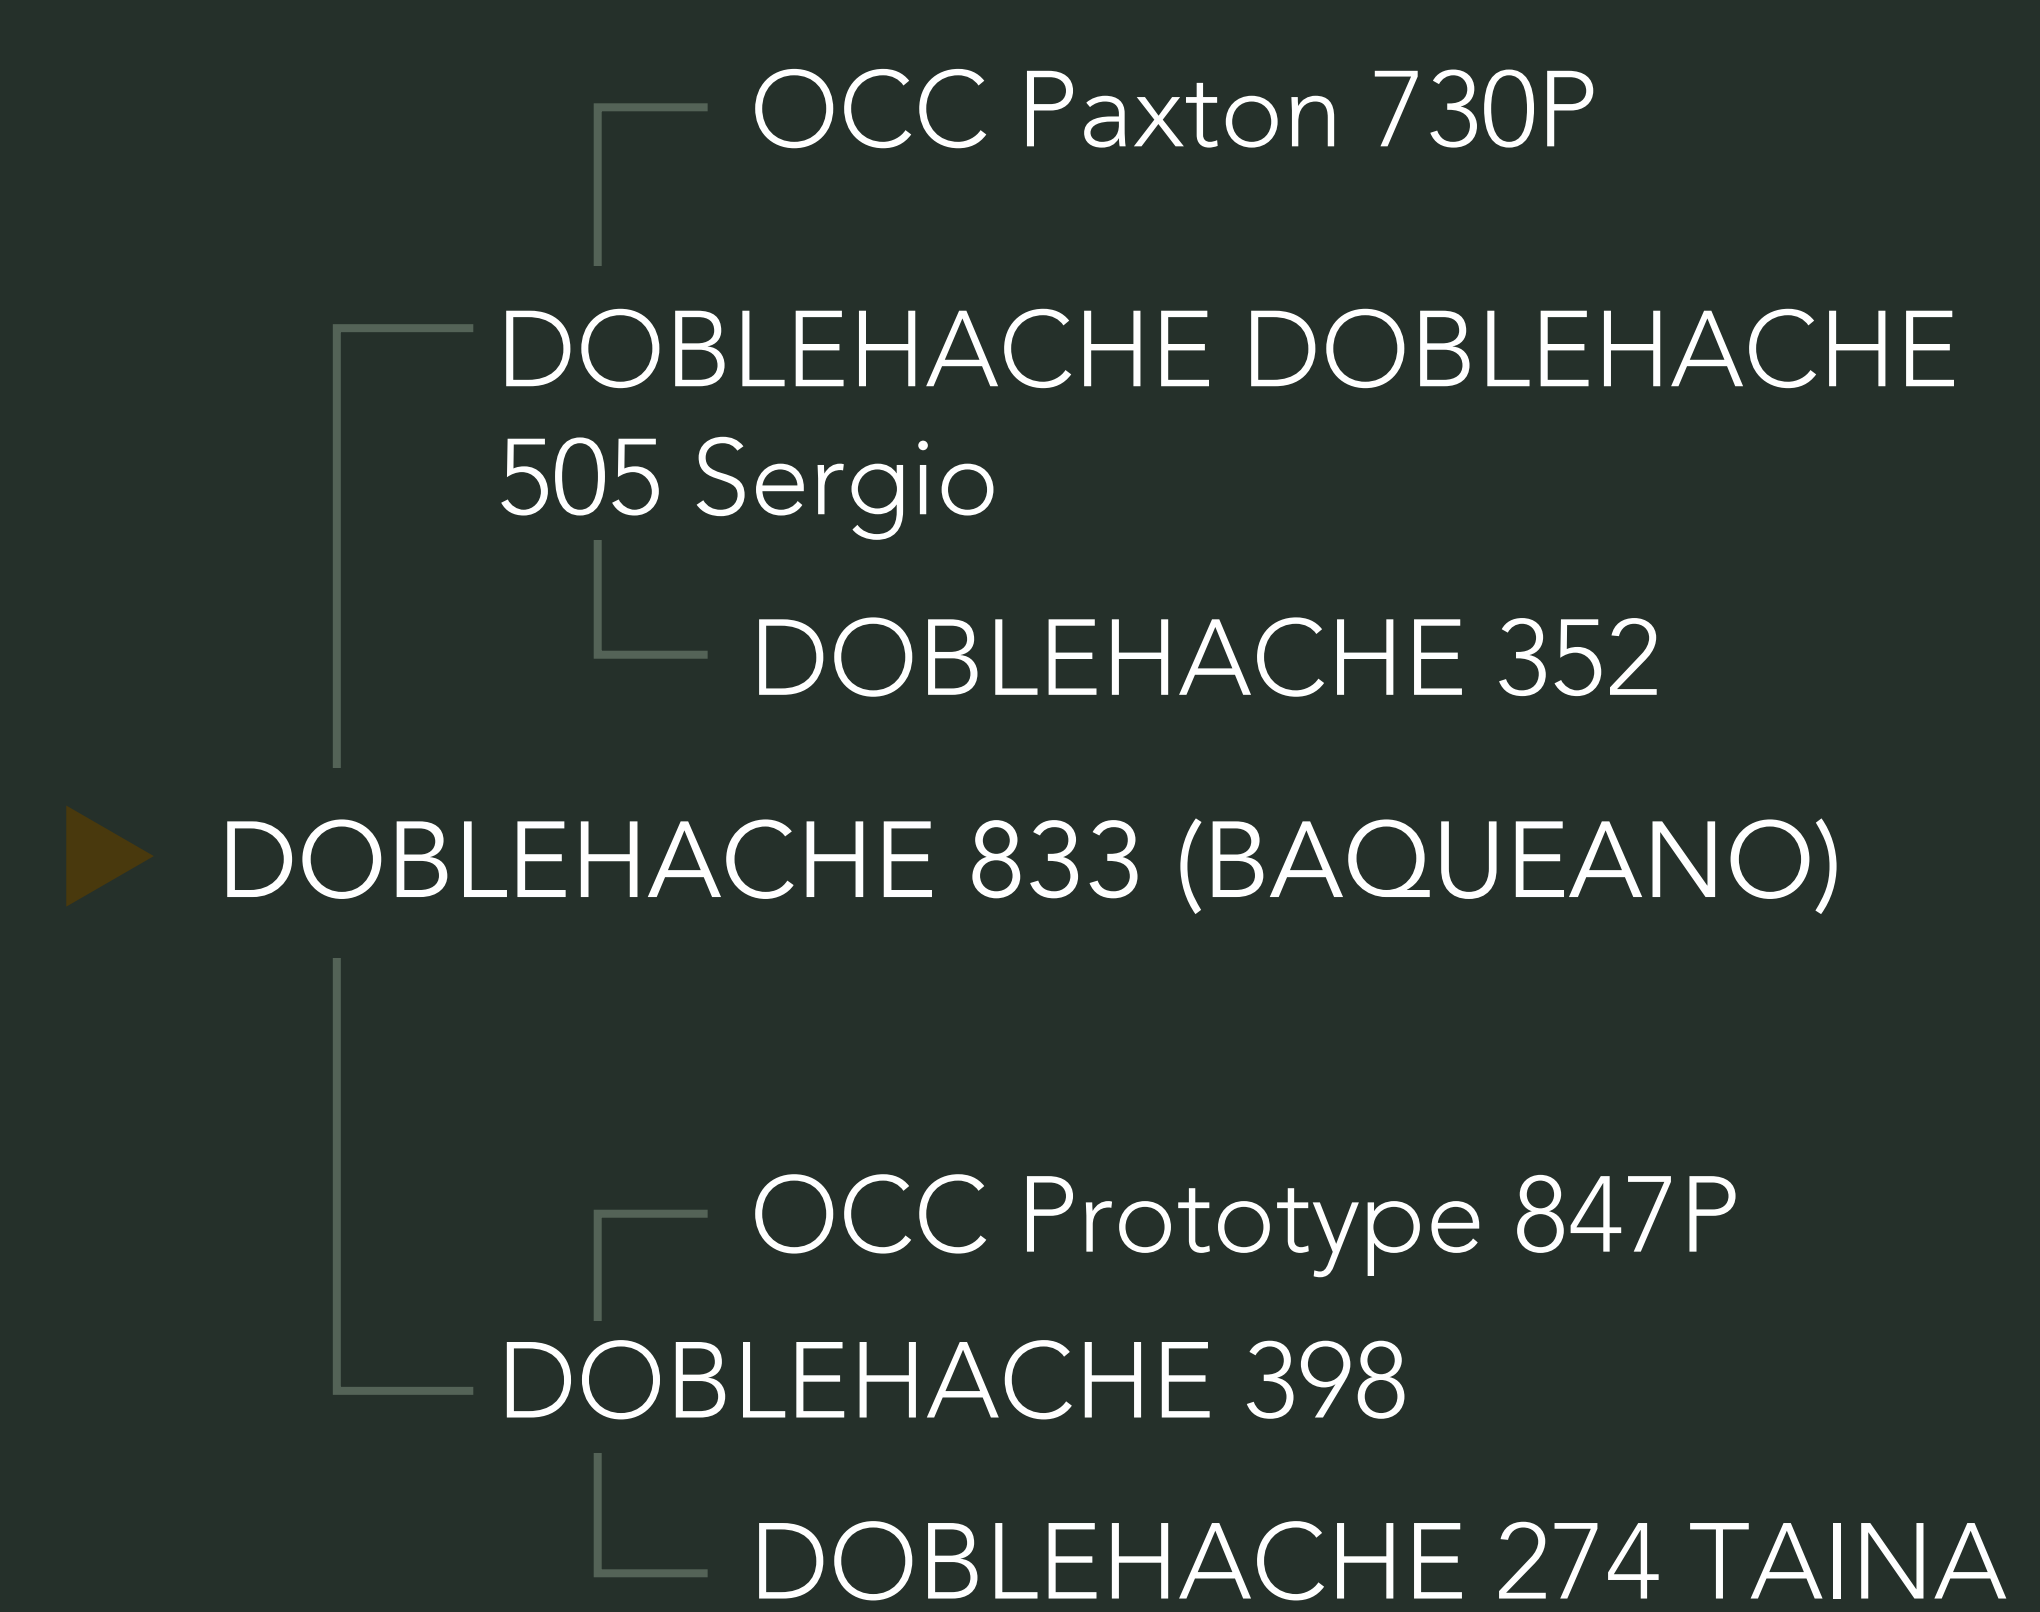 OCC Paxton 730P
DOBLEHACHE DOBLEHACHE
505 Sergio
DOBLEHACHE 352
DOBLEHACHE 833 (BAQUEANO)
OCC Prototype 847P
DOBLEHACHE 398
DOBLEHACHE 274 TAINA